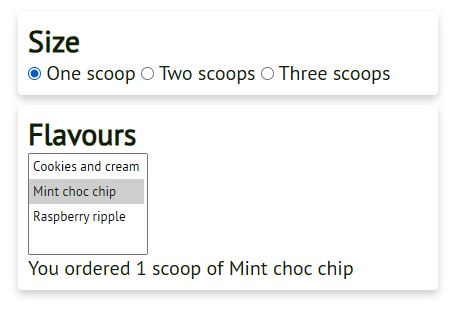 Size
One scoop Two scoops Three scoops
Flavours
Cookies and cream
Mint choc chip
Raspberry ripple
You ordered 1 scoop of Mint choc chip